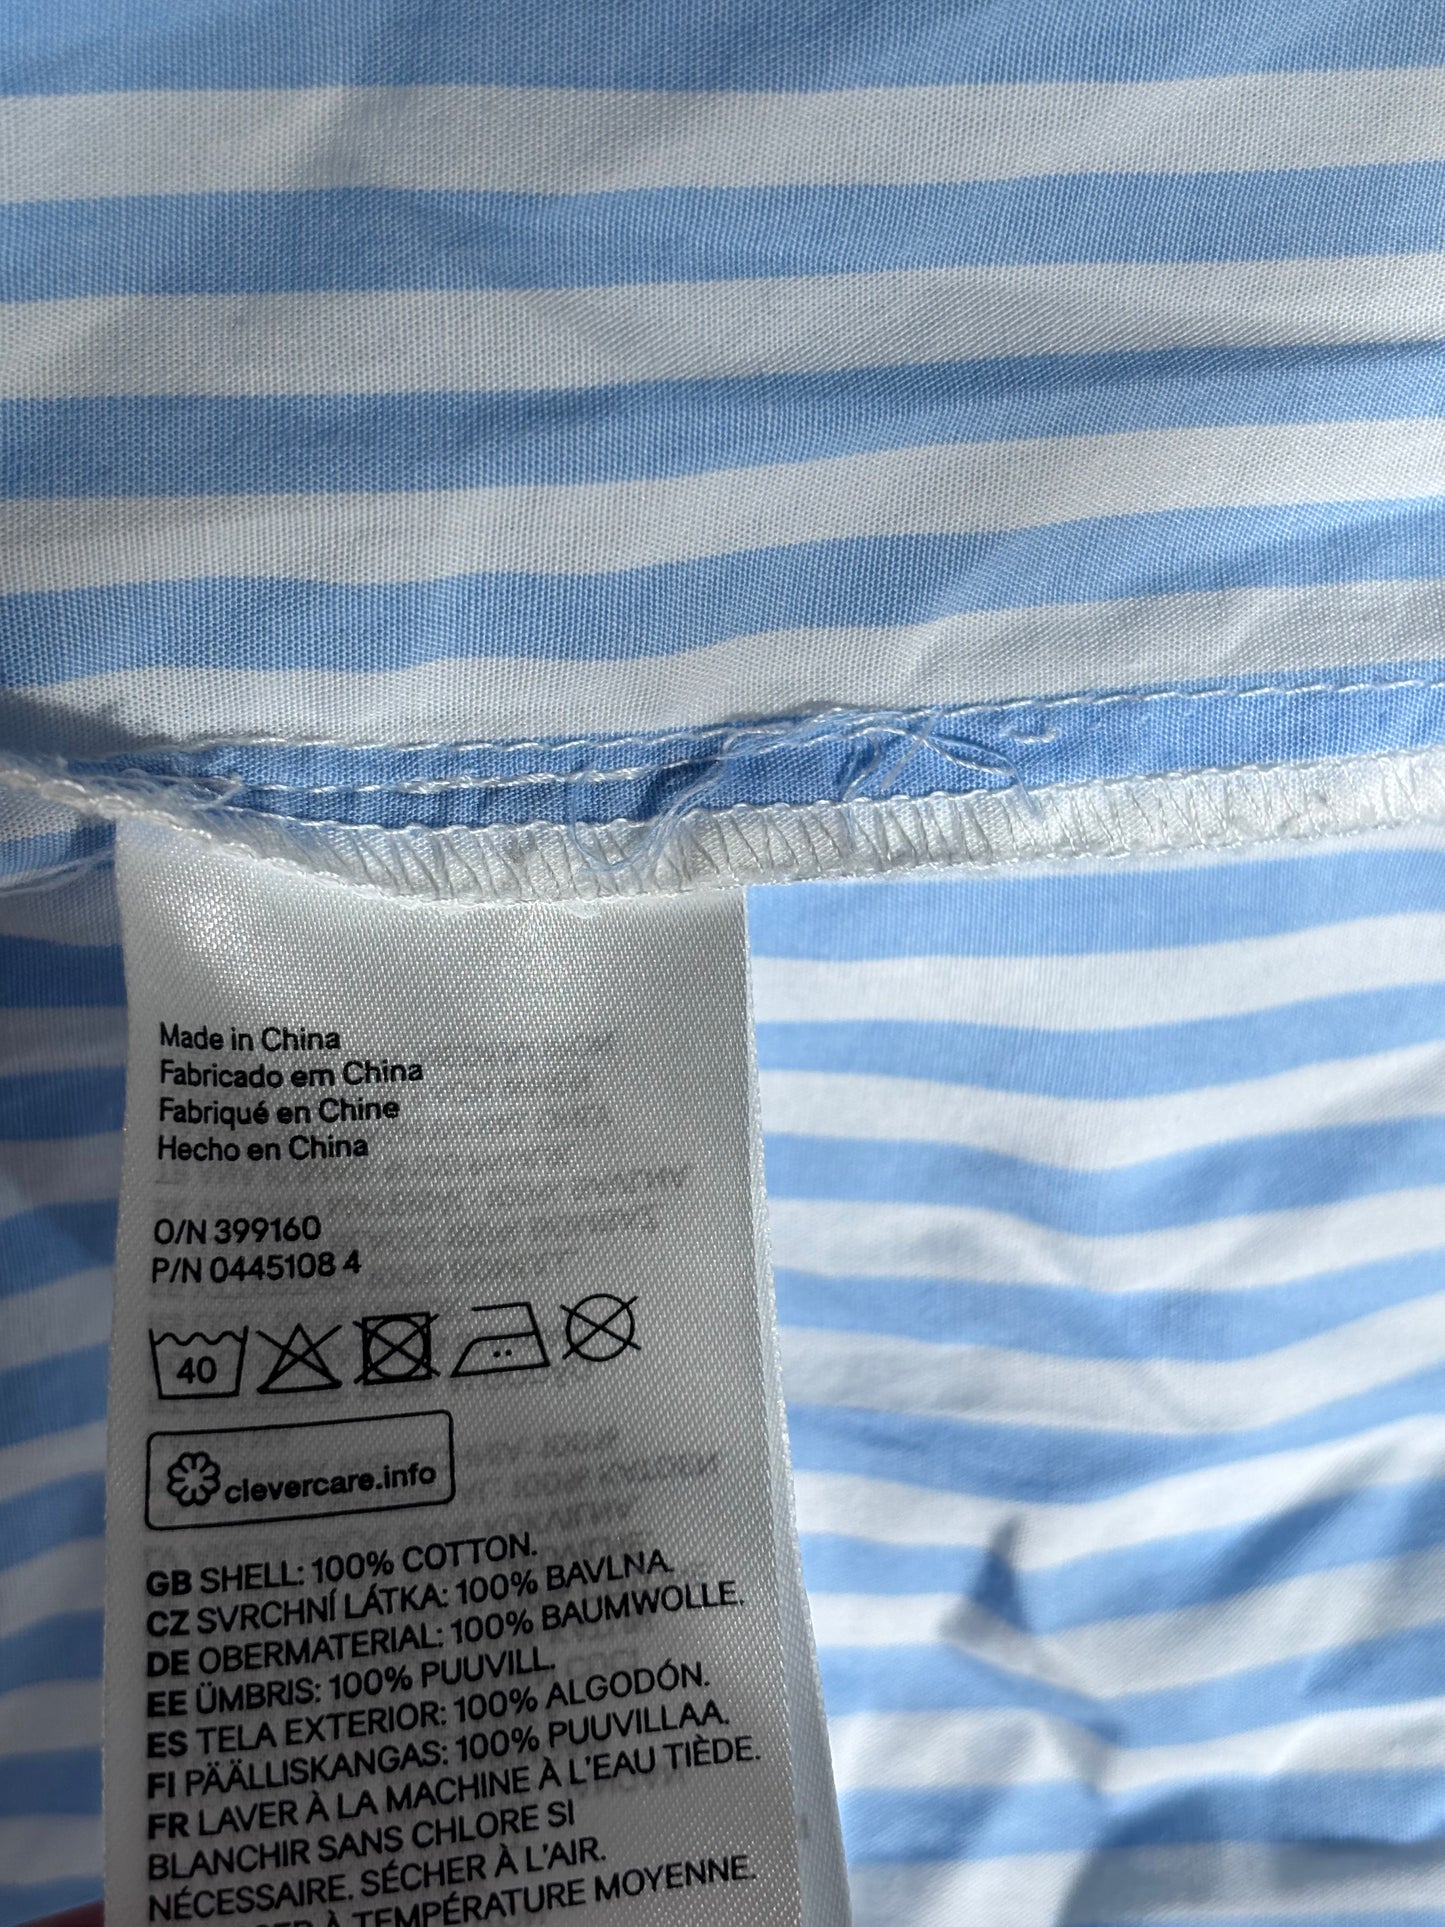 Made in China
Fabricado em China
Fabriqué en Chine
Hecho en China
O/N 399160
P/N 0445108 4
40
clevercare.info
GB SHELL: 100% COTTON.
CZ SVRCHNÍ LÁTKA: 100% BAVLNA.
DE OBERMATERIAL: 100% BAUMWOLLE.
EE ÜMBRIS: 100% PUUVILL.
ES TELA EXTERIOR: 100% ALGODÓN.
FI PÄÄLLISKANGAS: 100% PUUVILLAA.
FR LAVER À LA MACHINE À L'EAU TIÈDE.
BLANCHIR SANS CHLORE SI
NÉCESSAIRE. SÉCHER À L'AIR.
À TEMPÉRATURE MOYENNE.